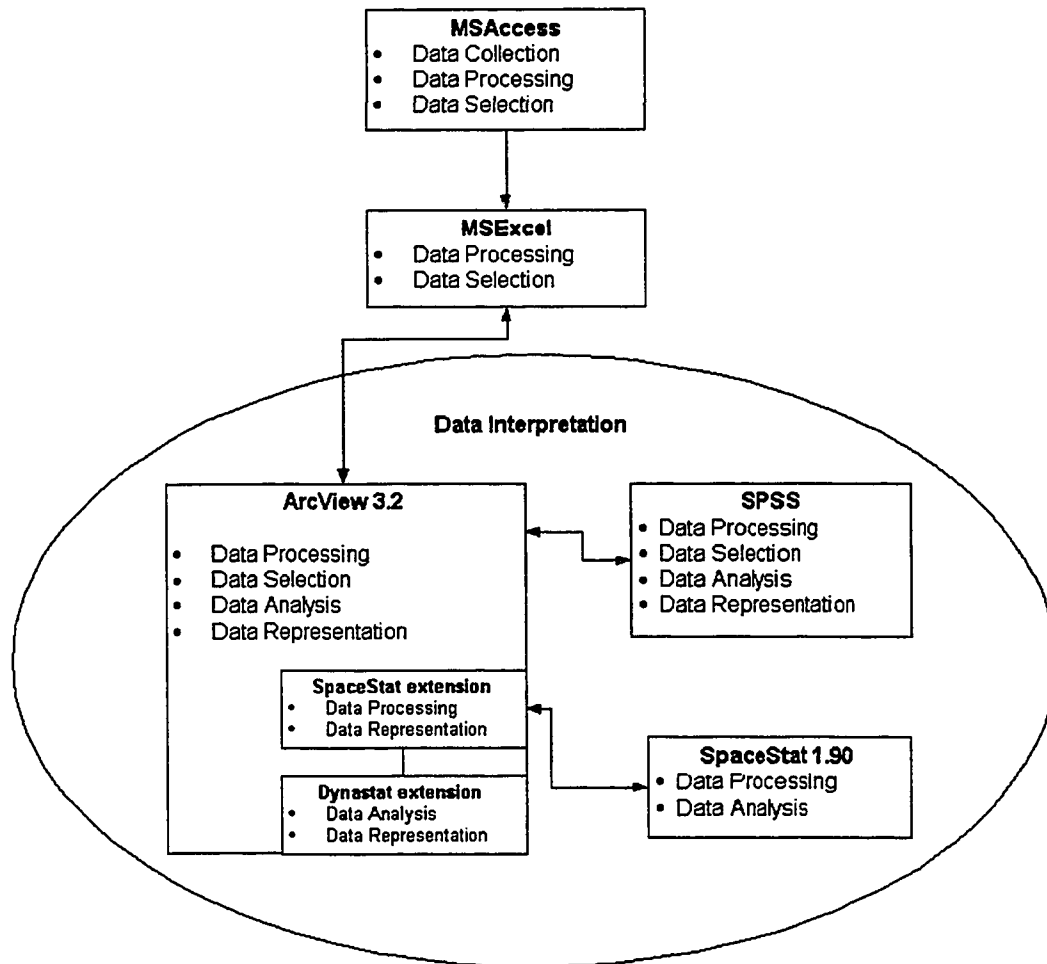 MSAccess
• Data Collection
• Data Processing
• Data Selection
MSExcel
• Data Processing
• Data Selection
Data Interpretation
ArcView 3.2
• Data Processing
• Data Selection
• Data Analysis
• Data Representation
SPSS
• Data Processing
• Data Selection
• Data Analysis
• Data Representation
SpaceStat extension
• Data Processing
• Data Representation
Dynastat extension
• Data Analysis
• Data Representation
SpaceStat 1.90
• Data Processing
• Data Analysis